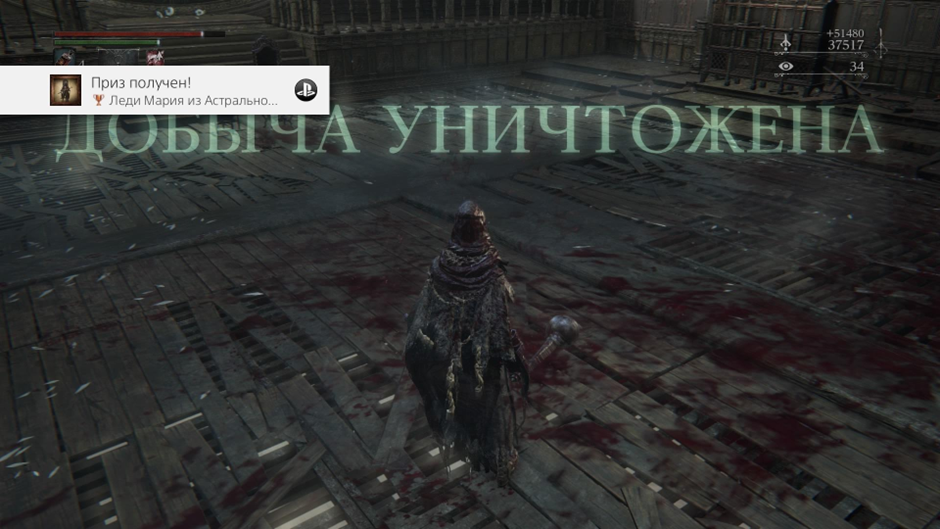 +51480
37517
34
Приз получен!
Леди Мария из Астрально...
ДОБЫЧА УНИЧТОЖЕНА